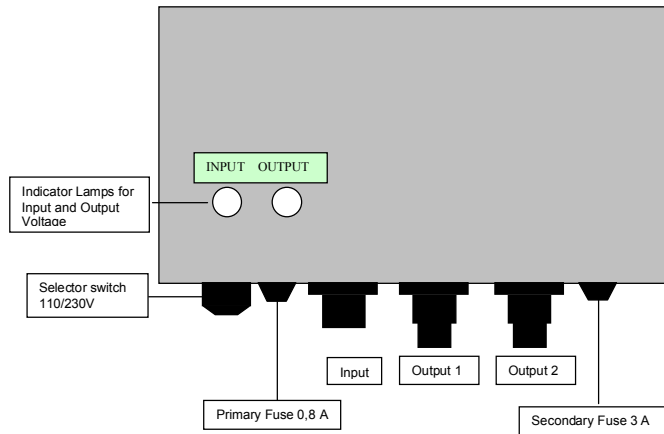 INPUT OUTPUT
Indicator Lamps for
Input and Output
Voltage
Selector switch
110/230V
Input
Output 1
Output 2
Primary Fuse 0,8 A
Secondary Fuse 3 A